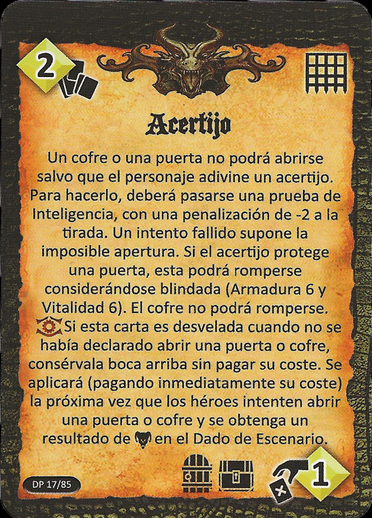 2
Acertijo
Un cofre o una puerta no podrá abrirse
salvo que el personaje adivine un acertijo.
Para hacerlo, deberá pasarse una prueba de
Inteligencia, con una penalización de -2 a la
tirada. Un intento fallido supone la
imposible apertura. Si el acertijo protege
una puerta, esta podrá romperse
considerándose blindada (Armadura 6 y
Vitalidad 6). El cofre no podrá romperse.
Si esta carta es desvelada cuando no se
había declarado abrir una puerta o cofre,
consérvala boca arriba sin pagar su coste. Se
aplicará (pagando inmediatamente su coste)
la próxima vez que los héroes intenten abrir
una puerta o cofre y se obtenga un
resultado de en el Dado de Escenario.
DP 17/85
1